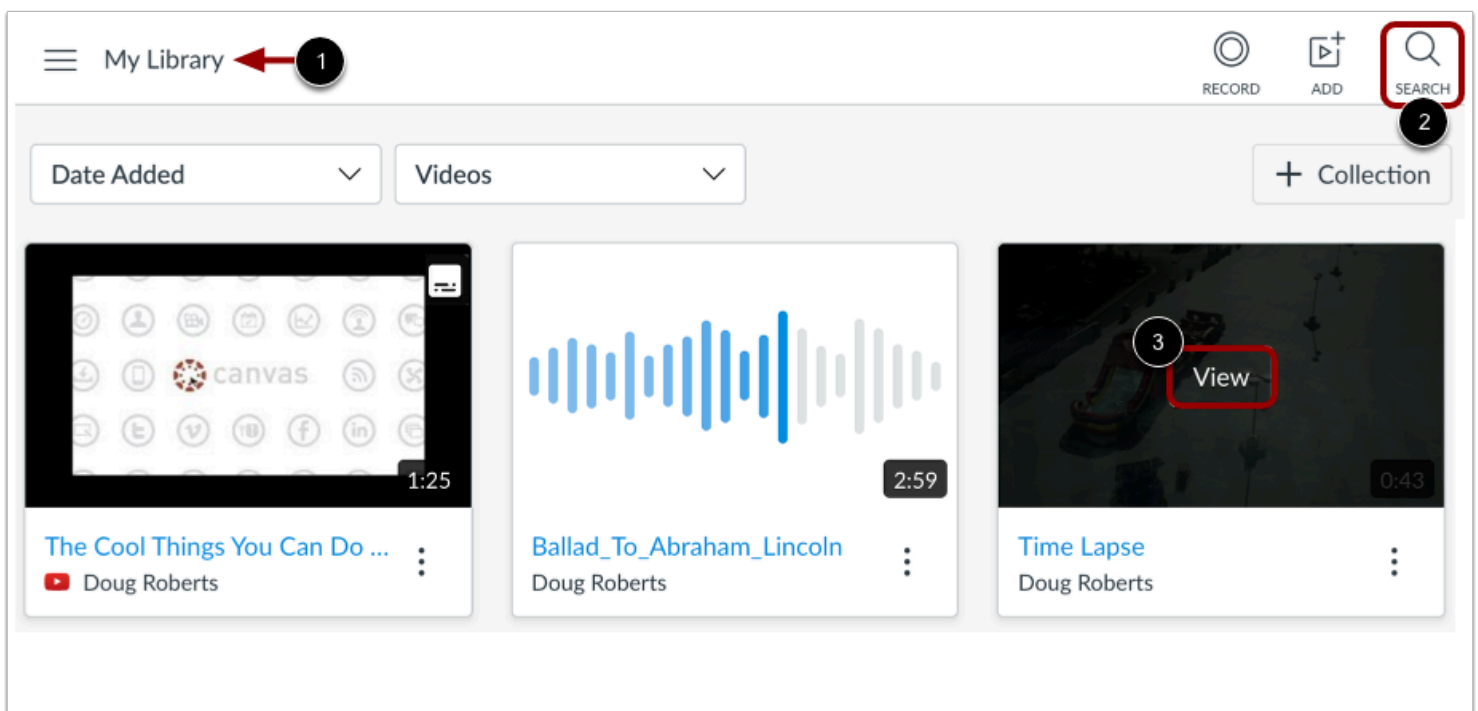 My Library
1
RECORD
ADD
SEARCH
2
Date Added
Videos
+ Collection
canvas
1:25
2:59
3
View
0:43
The Cool Things You Can Do ...
Doug Roberts
Ballad_To_Abraham_Lincoln
Doug Roberts
Time Lapse
Doug Roberts